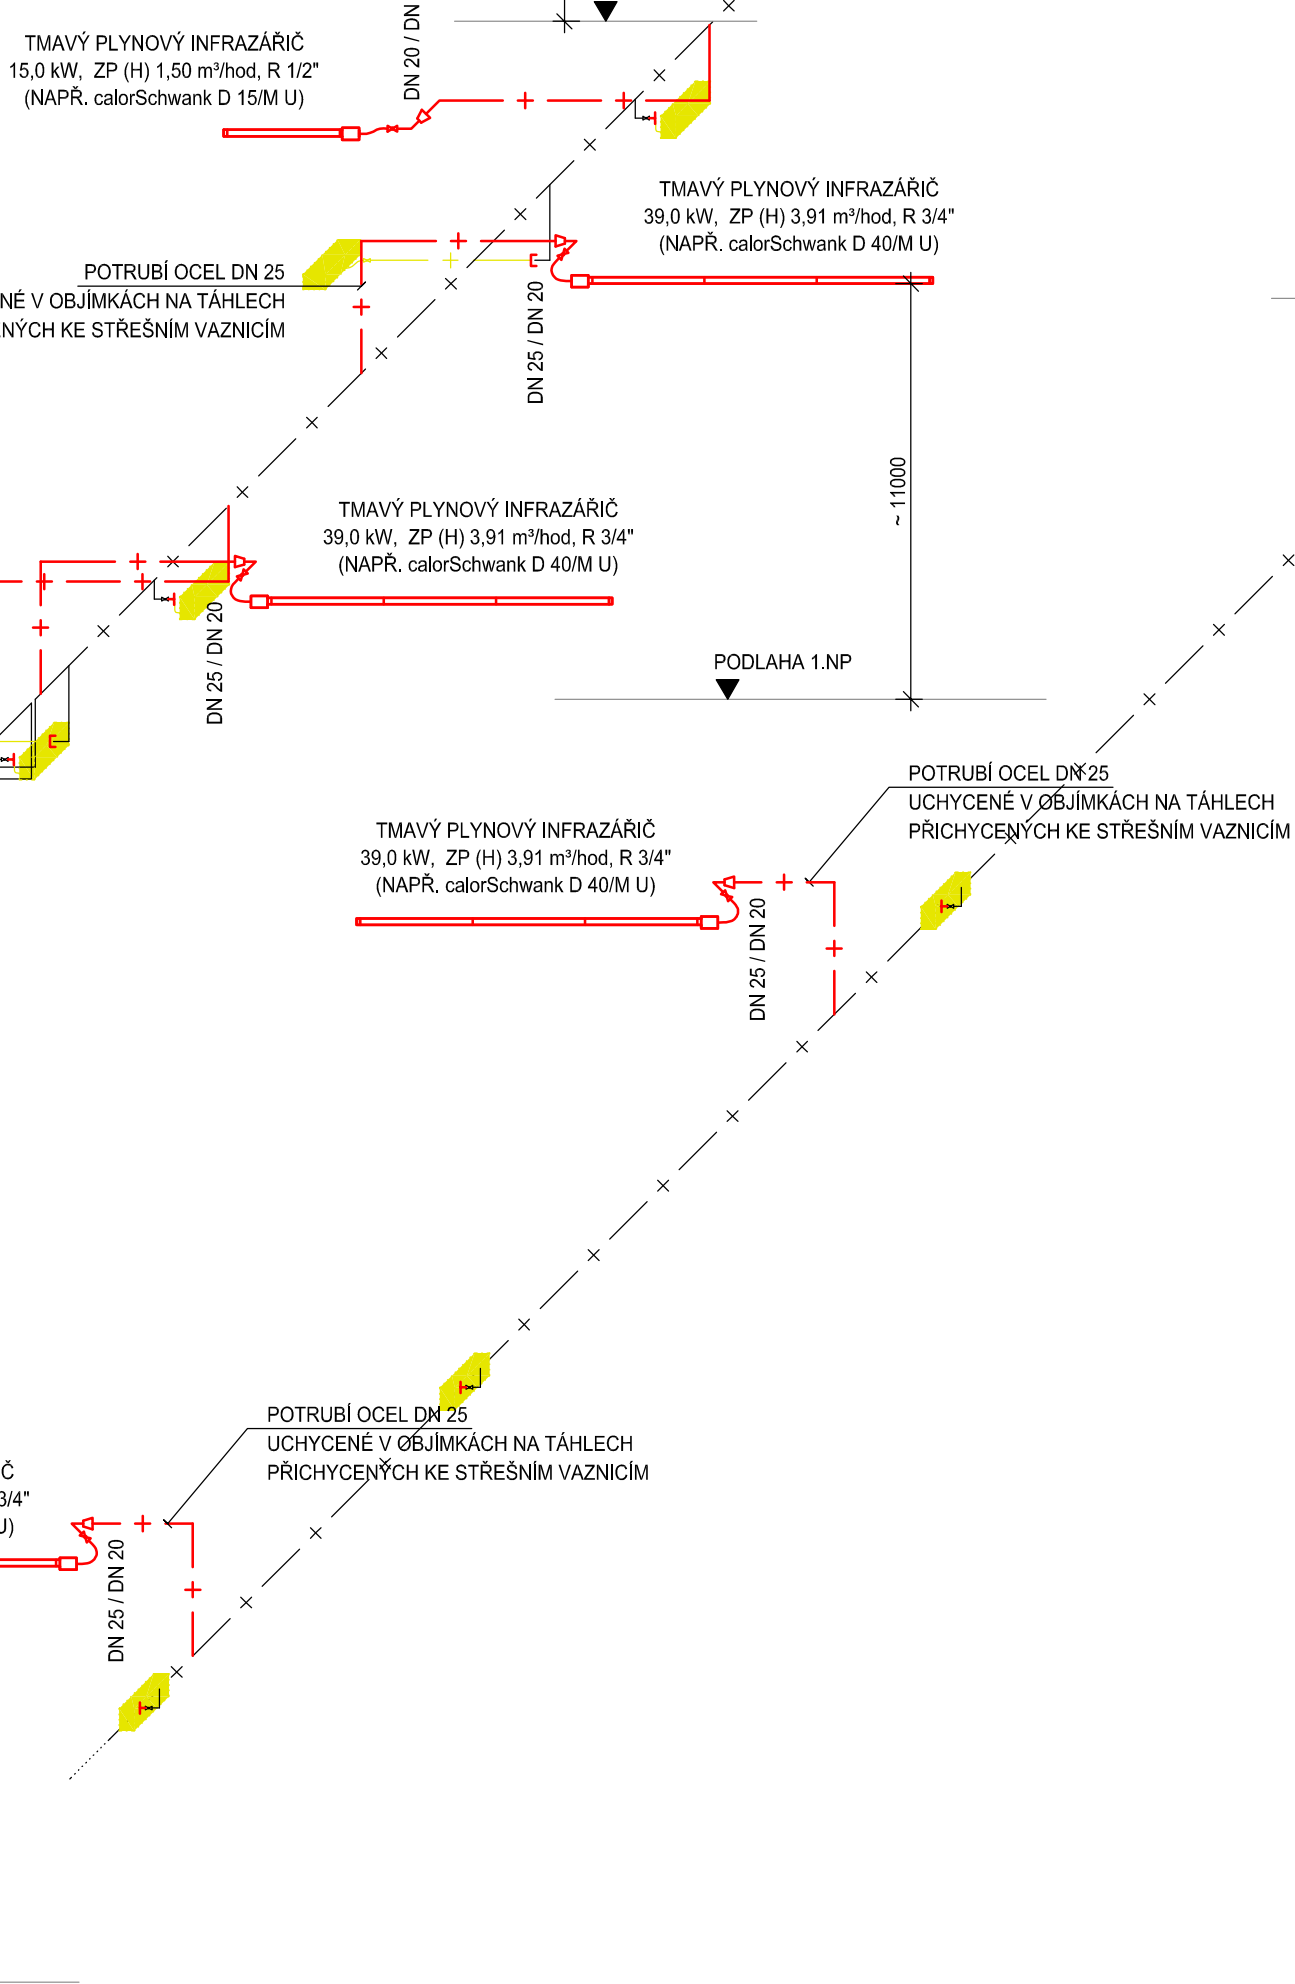 TMAVÝ PLYNOVÝ INFRAZÁŘIČ
15,0 kW, ZP (H) 1,50 m³/hod, R 1/2"
(NAPŘ. calorSchwank D 15/M U)
DN 20 / DN
TMAVÝ PLYNOVÝ INFRAZÁŘIČ
39,0 kW, ZP (H) 3,91 m³/hod, R 3/4"
(NAPŘ. calorSchwank D 40/M U)
POTRUBÍ OCEL DN 25
NÉ V OBJÍMKÁCH NA TÁHLECH
ENÝCH KE STŘEŠNÍM VAZNICÍM
DN 25 / DN 20
~ 11000
TMAVÝ PLYNOVÝ INFRAZÁŘIČ
39,0 kW, ZP (H) 3,91 m³/hod, R 3/4"
(NAPŘ. calorSchwank D 40/M U)
DN 25 / DN 20
PODLAHA 1.NP
POTRUBÍ OCEL DN 25
UCHYCENÉ V OBJÍMKÁCH NA TÁHLECH
PŘICHYCENÝCH KE STŘEŠNÍM VAZNICÍM
TMAVÝ PLYNOVÝ INFRAZÁŘIČ
39,0 kW, ZP (H) 3,91 m³/hod, R 3/4"
(NAPŘ. calorSchwank D 40/M U)
DN 25 / DN 20
POTRUBÍ OCEL DN 25
UCHYCENÉ V OBJÍMKÁCH NA TÁHLECH
PŘICHYCENÝCH KE STŘEŠNÍM VAZNICÍM
Č
3/4"
U)
DN 25 / DN 20